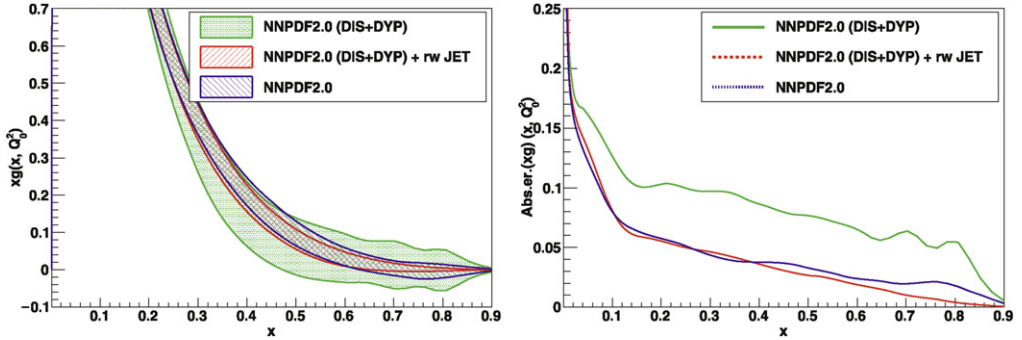 0.7
0.6
0.5
0.4
0.3
0.2
0.1
0
−0.1
xg(x, Q₀²)
NNPDF2.0 (DIS+DYP)
NNPDF2.0 (DIS+DYP) + rw JET
NNPDF2.0
0.1 0.2 0.3 0.4 0.5 0.6 0.7 0.8 0.9
x
0.25
0.2
0.15
0.1
0.05
0
Abs.er.(xg) (x, Q₀²)
NNPDF2.0 (DIS+DYP)
NNPDF2.0 (DIS+DYP) + rw JET
NNPDF2.0
0.1 0.2 0.3 0.4 0.5 0.6 0.7 0.8 0.9
x